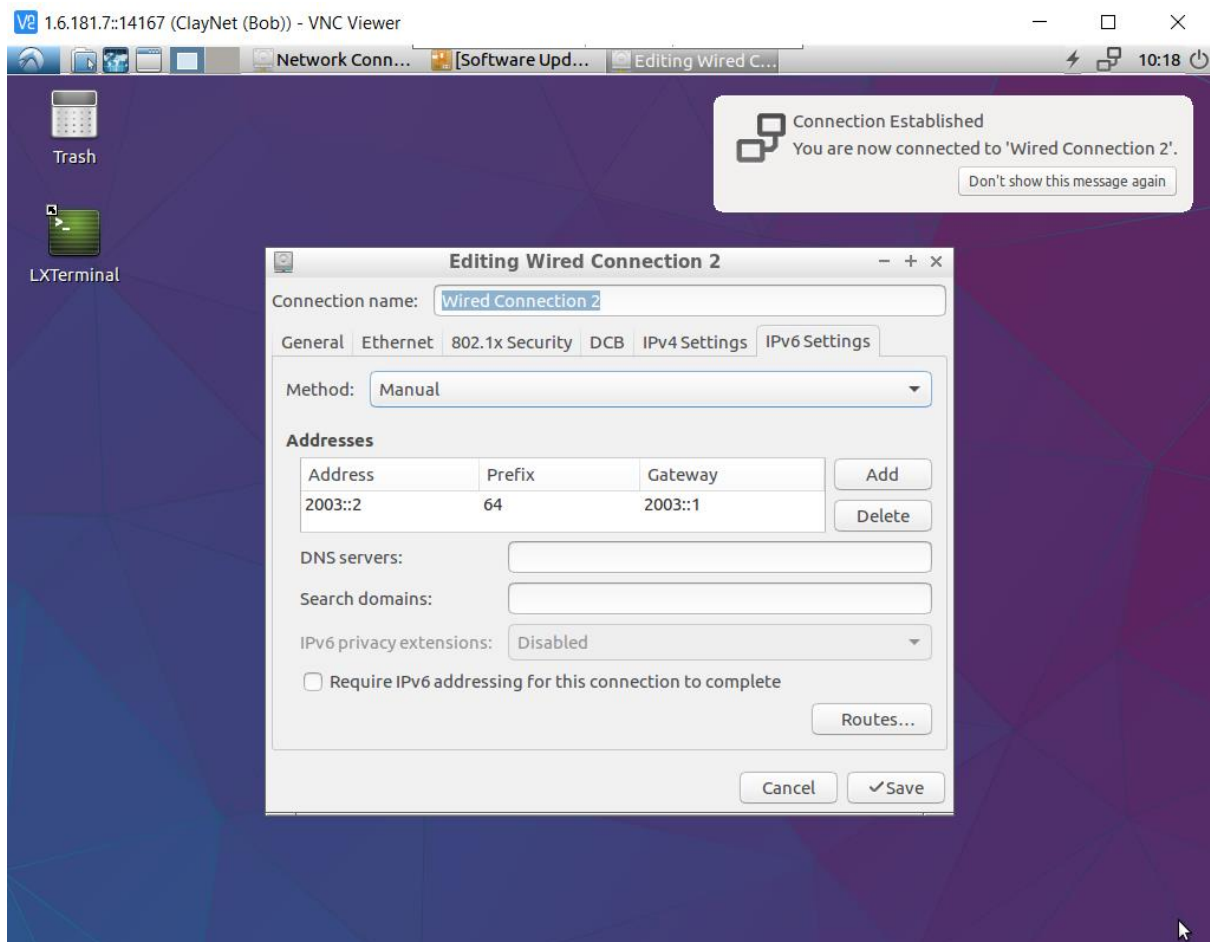 1.6.181.7::14167 (ClayNet (Bob)) - VNC Viewer
Network Conn... [Software Upd... Editing Wired C... 10:18
Connection Established
You are now connected to 'Wired Connection 2'.
Don't show this message again
Trash
LXTerminal
Editing Wired Connection 2
Connection name: Wired Connection 2
General Ethernet 802.1x Security DCB IPv4 Settings IPv6 Settings
Method: Manual
Addresses
Address Prefix Gateway Add
2003::2 64 2003::1
Delete
DNS servers:
Search domains:
IPv6 privacy extensions: Disabled
Require IPv6 addressing for this connection to complete
Routes...
Cancel Save